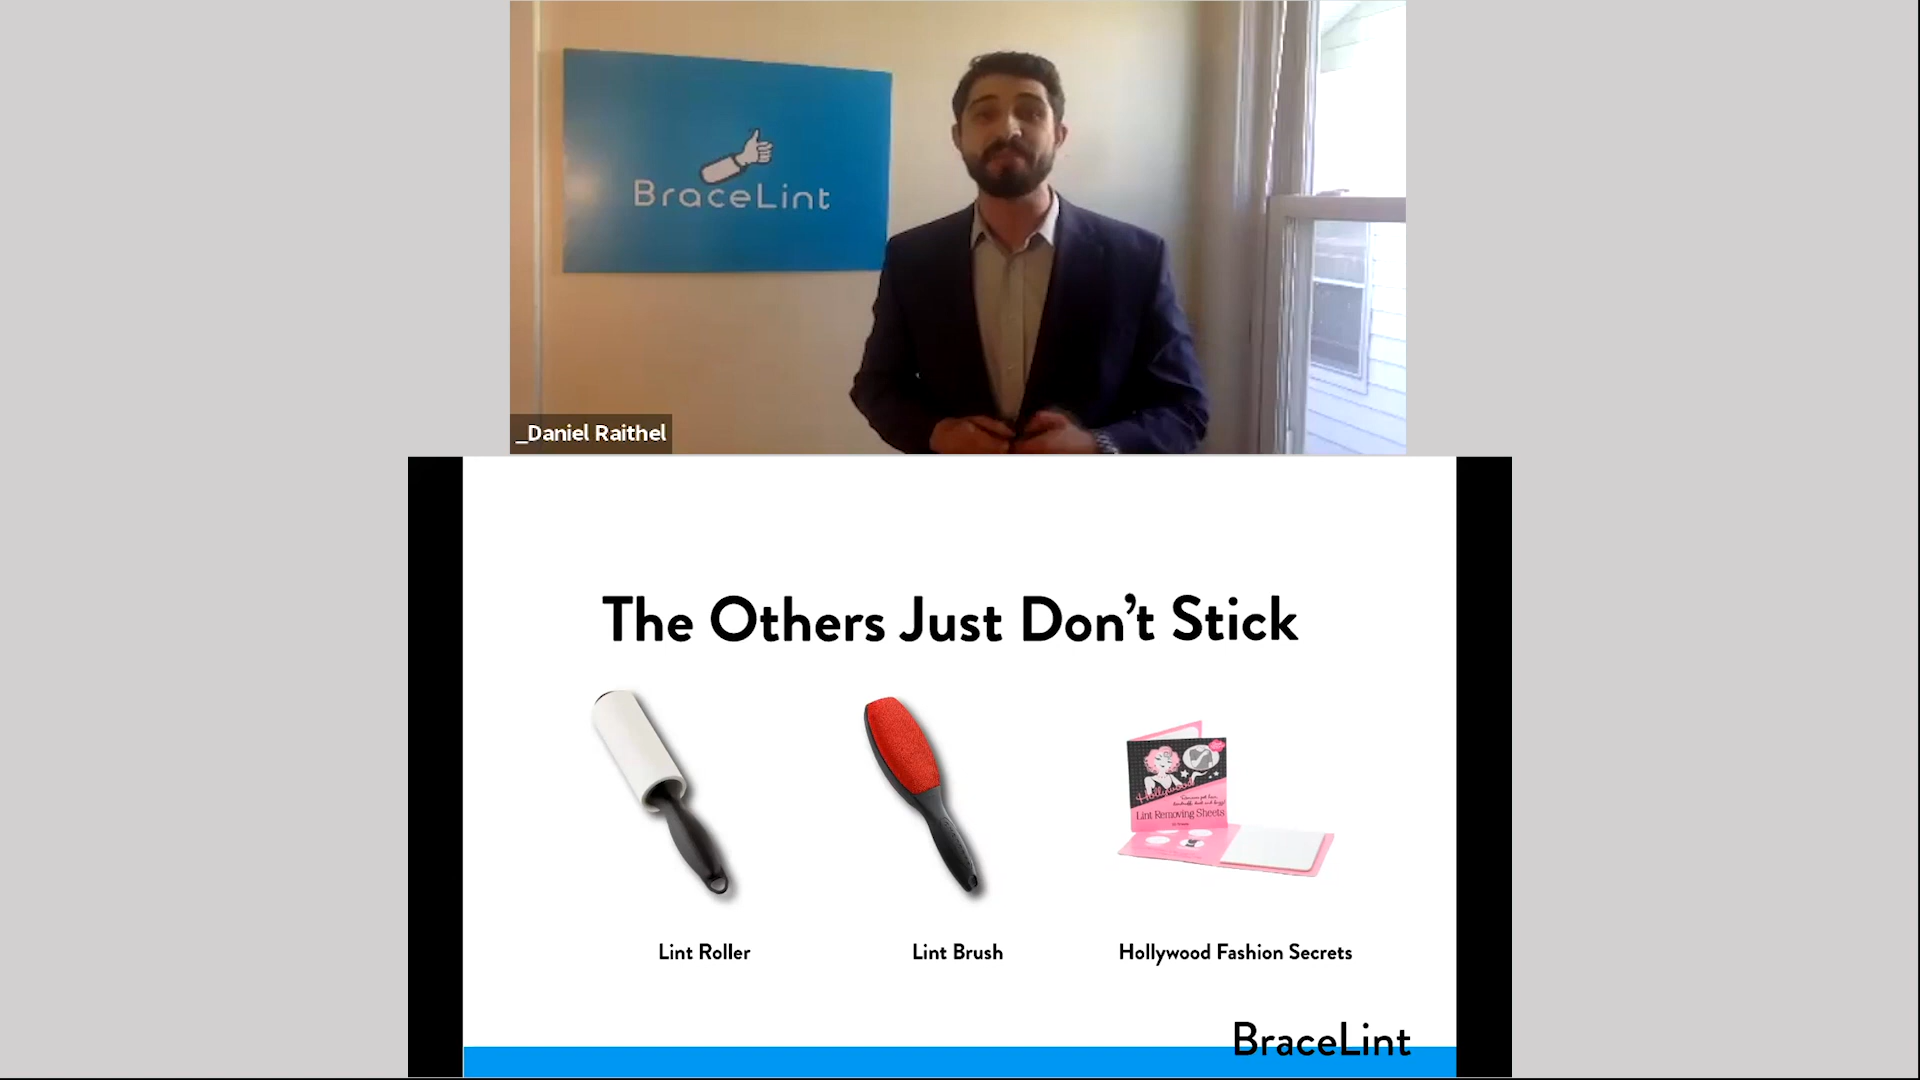 BraceLint
_Daniel Raithel
The Others Just Don't Stick
Hollywood
Lint Removing Sheets
Lint Roller
Lint Brush
Hollywood Fashion Secrets
BraceLint